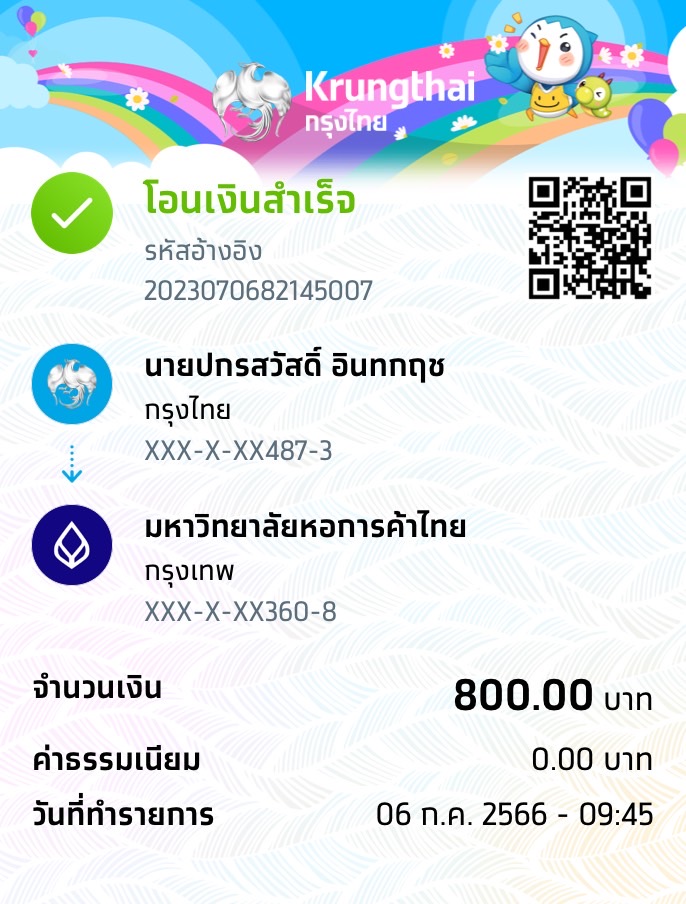 Krungthai
กรุงไทย
โอนเงินสำเร็จ
รหัสอ้างอิง
2023070682145007
นายปกรสวัสดิ์ อินทกฤช
กรุงไทย
XXX-X-XX487-3
มหาวิทยาลัยหอการค้าไทย
กรุงเทพ
XXX-X-XX360-8
จำนวนเงิน 800.00 บาท
ค่าธรรมเนียม 0.00 บาท
วันที่ทำรายการ 06 ก.ค. 2566 - 09:45